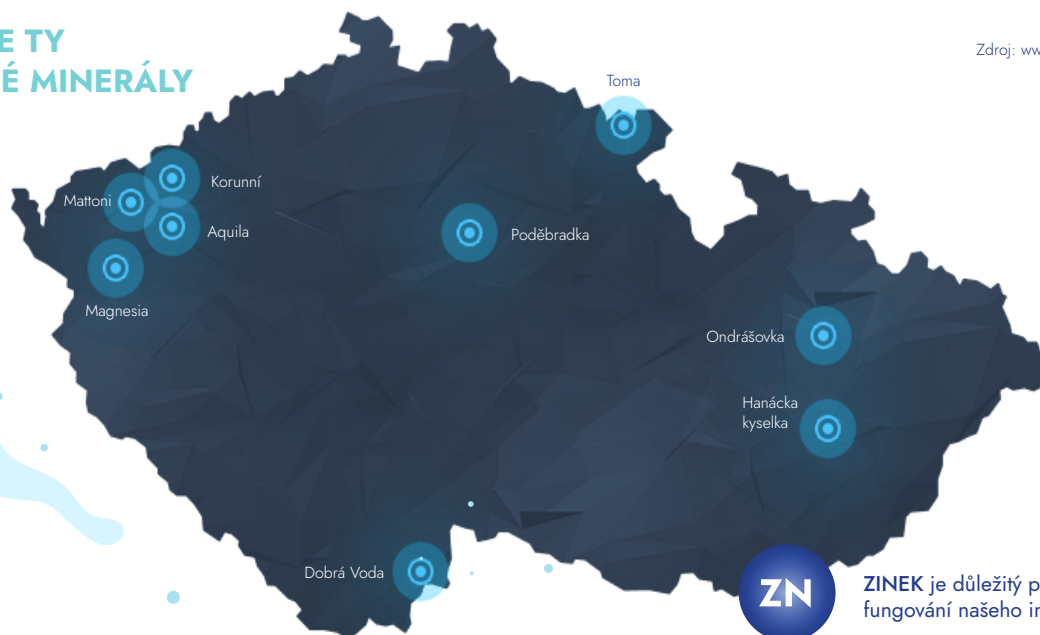 E TY
É MINERÁLY
Zdroj: ww
Toma
Korunní
Mattoni
Aquila
Poděbradka
Magnesia
Ondrášovka
Hanácka
kyselka
Dobrá Voda
ZN
ZINEK je důležitý p
fungování našeho i